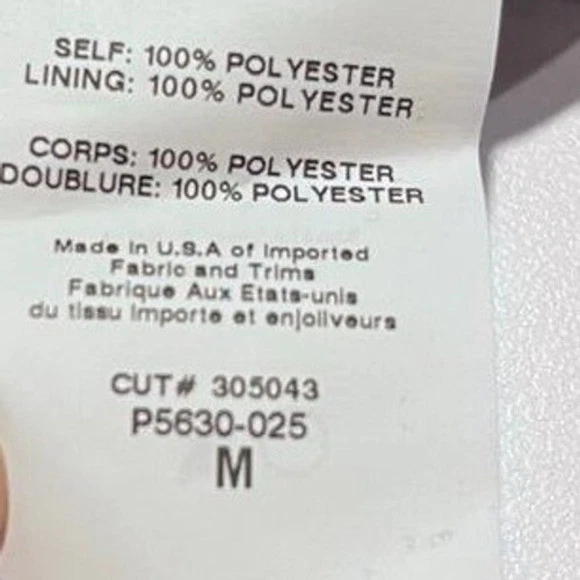 SELF: 100% POLYESTER
LINING: 100% POLYESTER
CORPS: 100% POLYESTER
DOUBLURE: 100% POLYESTER
Made in U.S.A of Imported
Fabric and Trims
Fabrique Aux Etats-unis
du tissu importe et enjoliveurs
CUT# 305043
P5630-025
M